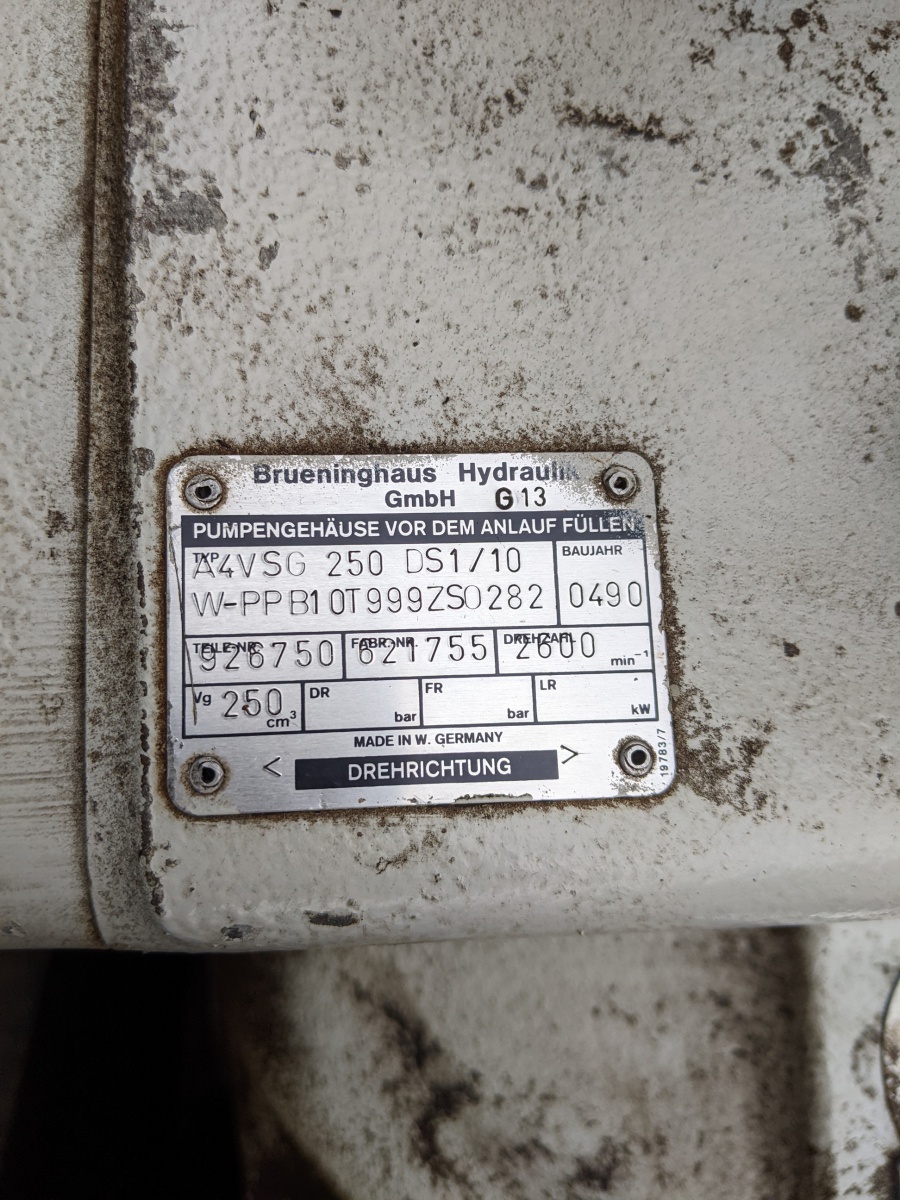 Brueninghaus Hydraulik
GmbH G13
PUMPENGEHÄUSE VOR DEM ANLAUF FÜLLEN
TYP
A4VSG 250 DS1/10
W-PPB10T999ZS0282
BAUJAHR
0490
TEILE-NR.
926750
FABR.-NR.
621755
DREHZAHL
2600 min⁻¹
Vg 250 cm³
DR bar
FR bar
LR kW
MADE IN W. GERMANY
< DREHRICHTUNG >
19783/7